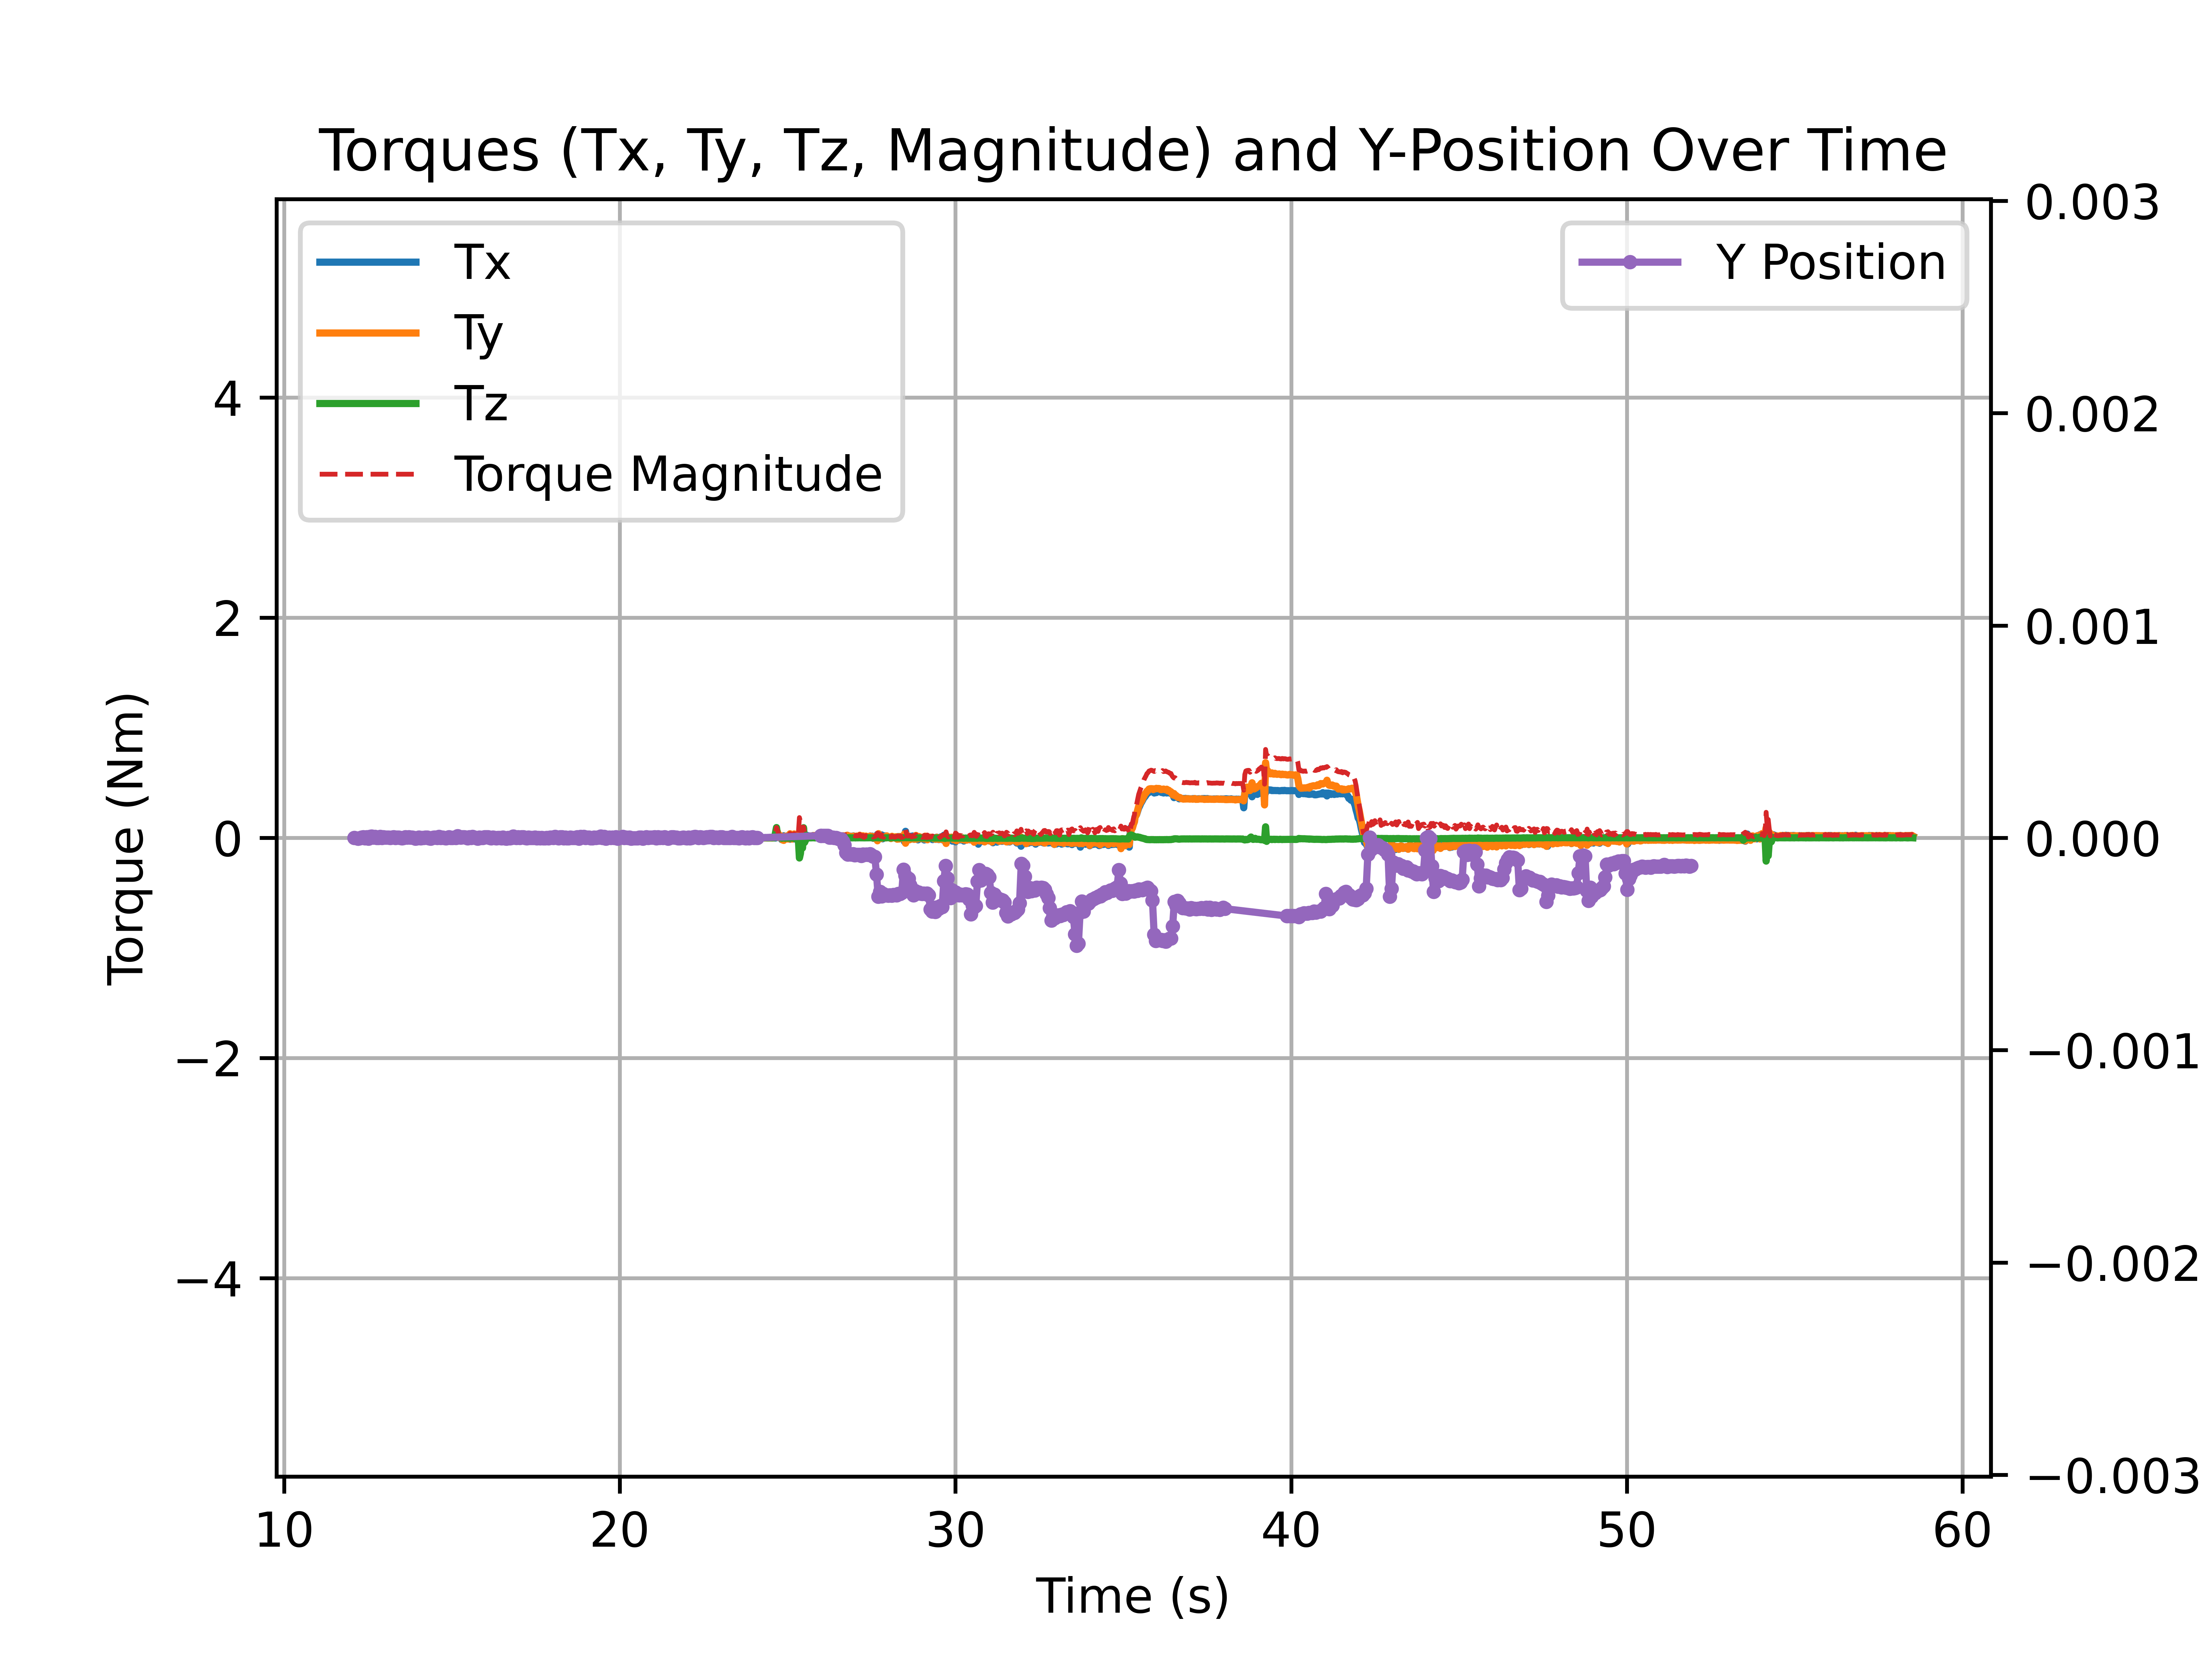 Torques (Tx, Ty, Tz, Magnitude) and Y-Position Over Time
Tx
Ty
Tz
Torque Magnitude
Y Position
Torque (Nm)
4
2
0
−2
−4
0.003
0.002
0.001
0.000
−0.001
−0.002
−0.003
10 20 30 40 50 60
Time (s)